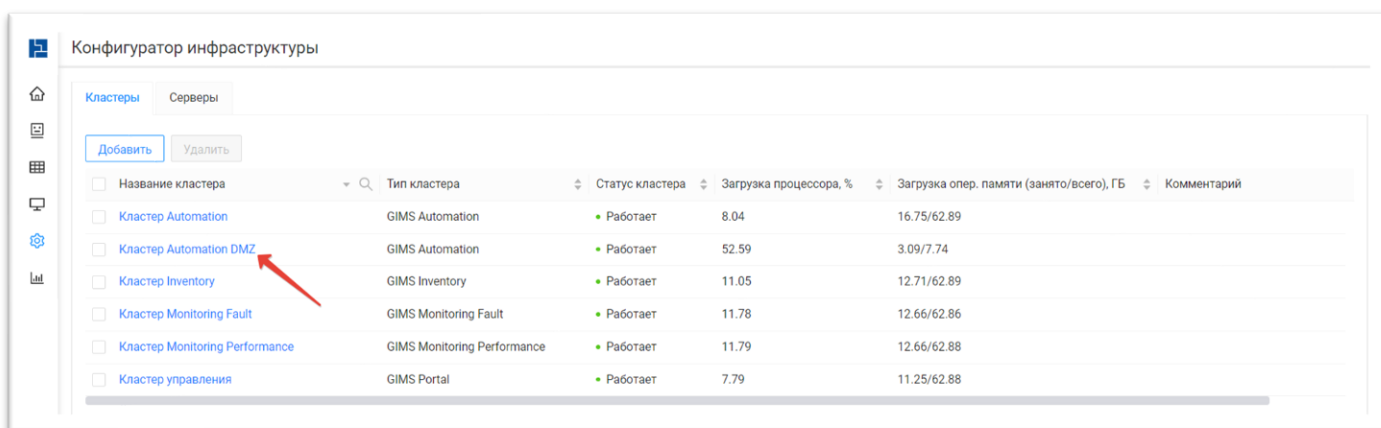 Конфигуратор инфраструктуры
Кластеры Серверы
Добавить Удалить
Название кластера Тип кластера Статус кластера Загрузка процессора, % Загрузка опер. памяти (занято/всего), ГБ Комментарий
Кластер Automation GIMS Automation Работает 8.04 16.75/62.89
Кластер Automation DMZ GIMS Automation Работает 52.59 3.09/7.74
Кластер Inventory GIMS Inventory Работает 11.05 12.71/62.89
Кластер Monitoring Fault GIMS Monitoring Fault Работает 11.78 12.66/62.86
Кластер Monitoring Performance GIMS Monitoring Performance Работает 11.79 12.66/62.88
Кластер управления GIMS Portal Работает 7.79 11.25/62.88